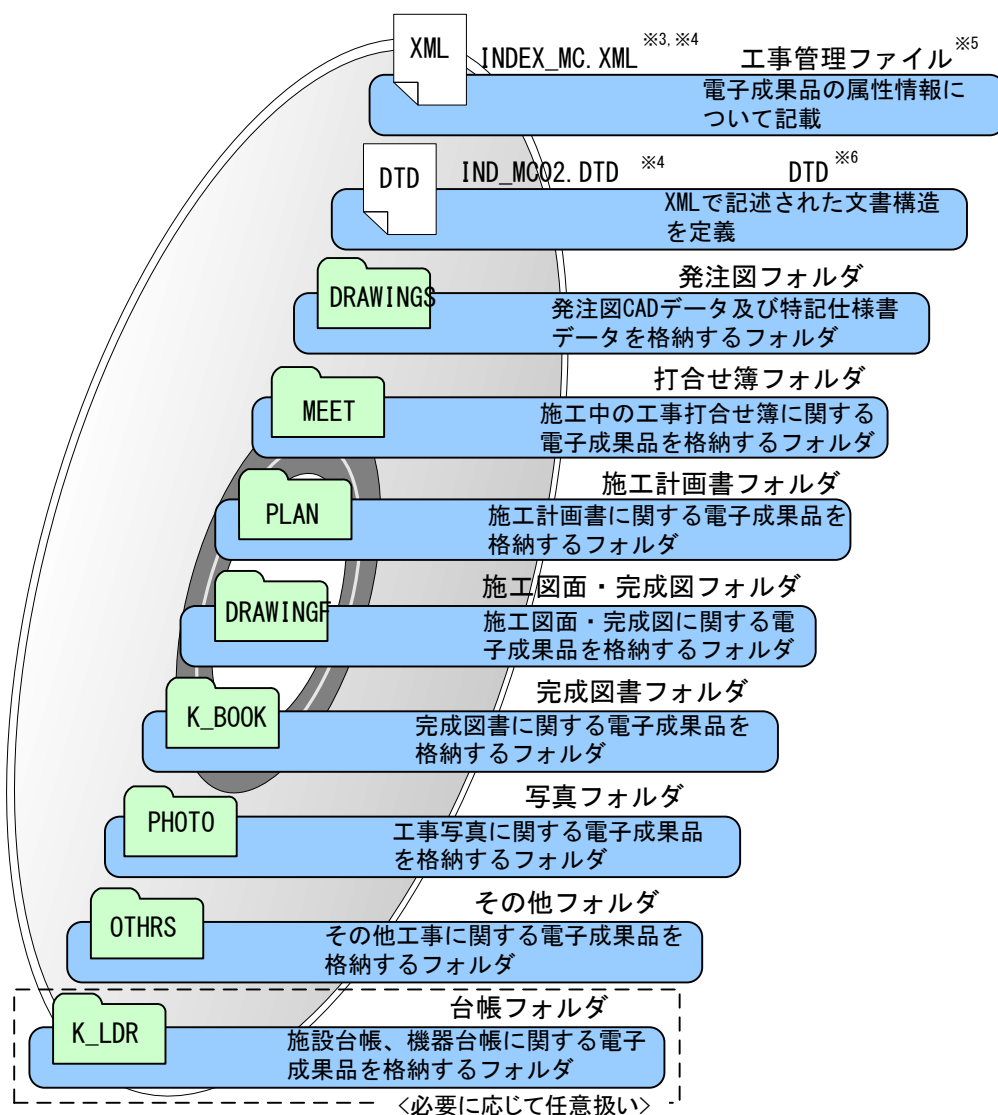 XML INDEX_MC.XML ※3,※4 工事管理ファイル※5
電子成果品の属性情報に
ついて記載
DTD IND_MC02.DTD ※4 DTD※6
XMLで記述された文書構造
を定義
発注図フォルダ
DRAWINGS
発注図CADデータ及び特記仕様書
データを格納するフォルダ
打合せ簿フォルダ
MEET
施工中の工事打合せ簿に関する
電子成果品を格納するフォルダ
施工計画書フォルダ
PLAN
施工計画書に関する電子成果品を
格納するフォルダ
施工図面・完成図フォルダ
DRAWINGF
施工図面・完成図に関する電
子成果品を格納するフォルダ
完成図書フォルダ
K_BOOK
完成図書に関する電子成果品を
格納するフォルダ
写真フォルダ
PHOTO
工事写真に関する電子成果品
を格納するフォルダ
その他フォルダ
OTHRS
その他工事に関する電子成果品を
格納するフォルダ
台帳フォルダ
K_LDR
施設台帳、機器台帳に関する電子
成果品を格納するフォルダ
<必要に応じて任意扱い>